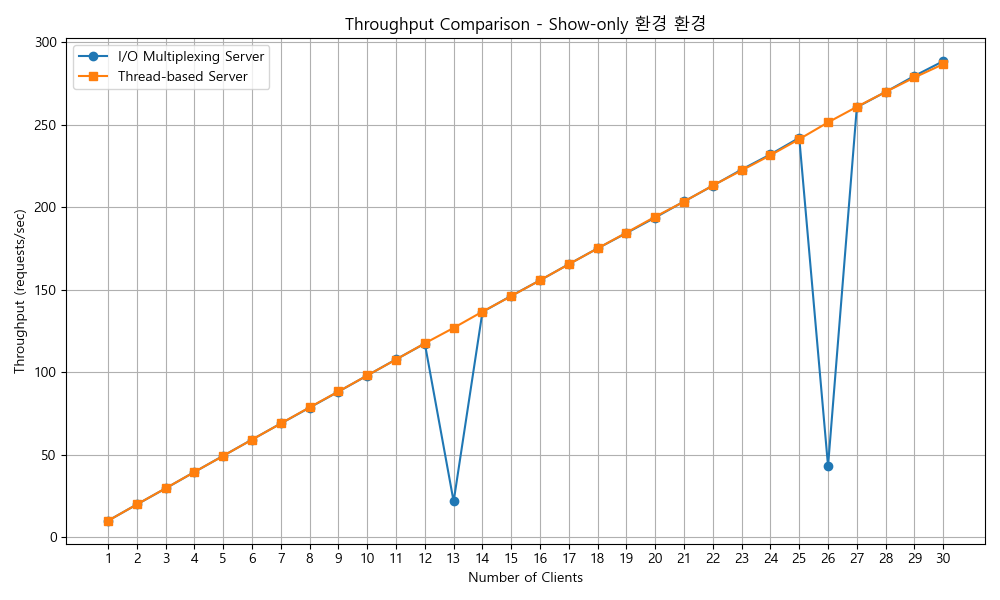 Throughput Comparison - Show-only 환경 환경
I/O Multiplexing Server
Thread-based Server
Throughput (requests/sec)
300
250
200
150
100
50
0
1 2 3 4 5 6 7 8 9 10 11 12 13 14 15 16 17 18 19 20 21 22 23 24 25 26 27 28 29 30
Number of Clients